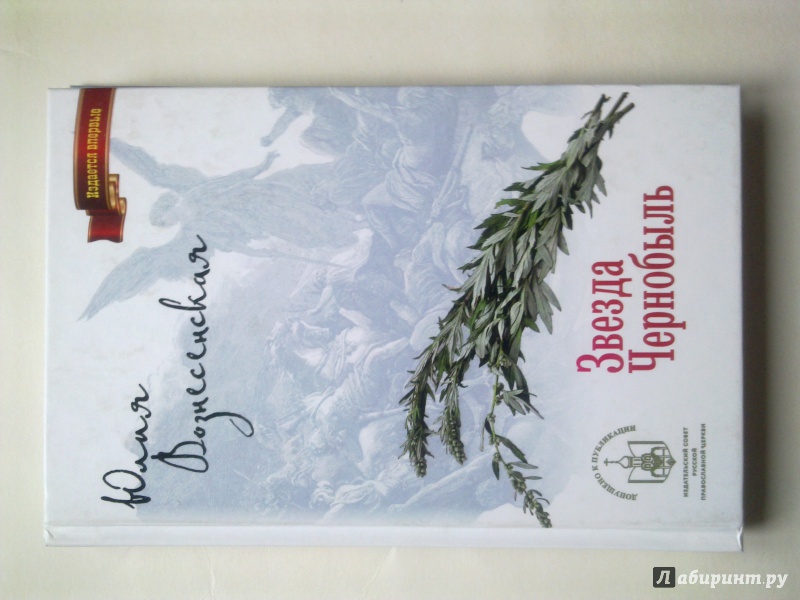 Издается впервые
Юлия
Вознесенская
Звезда
Чернобыль
ДОПУЩЕНО К ПУБЛИКАЦИИ
ИЗДАТЕЛЬСКИЙ СОВЕТ
РУССКОЙ
ПРАВОСЛАВНОЙ ЦЕРКВИ
Лабиринт.ру